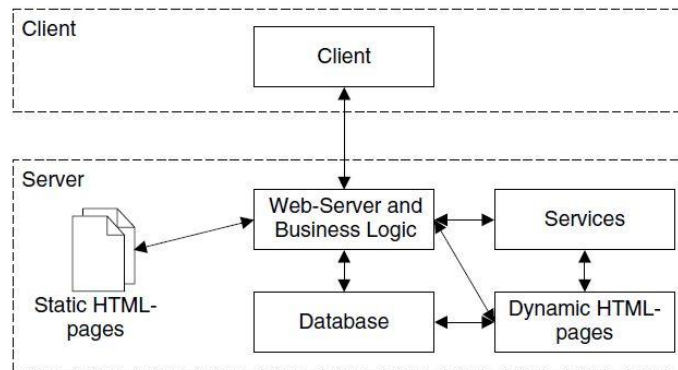 Client
Client
Server
Web-Server and
Business Logic
Services
Static HTML-
pages
Database
Dynamic HTML-
pages